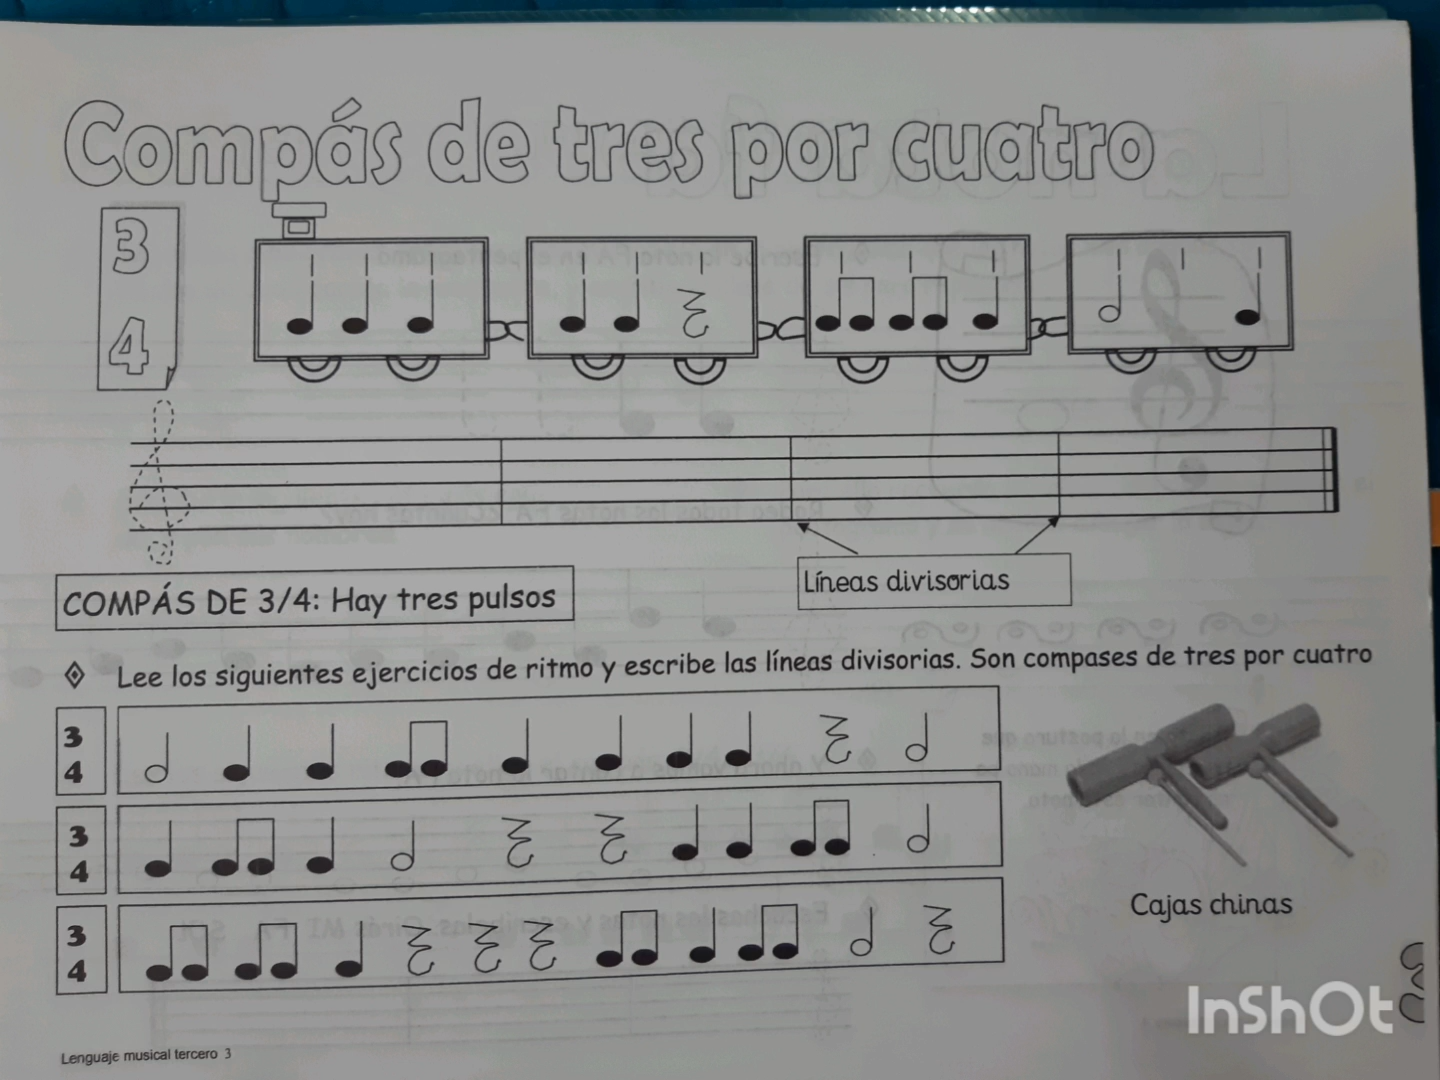 Compás de tres por cuatro
3
4
Líneas divisorias
COMPÁS DE 3/4: Hay tres pulsos
Lee los siguientes ejercicios de ritmo y escribe las líneas divisorias. Son compases de tres por cuatro
3
4
3
4
3
4
Cajas chinas
Lenguaje musical tercero 3
InShOt